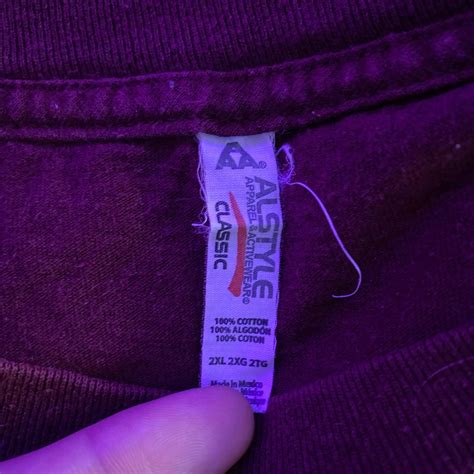 AA®
ALSTYLE
APPAREL & ACTIVEWEAR®
CLASSIC
100% COTTON
100% ALGODÓN
100% COTON
2XL 2XG 2TG
Made in Mexico